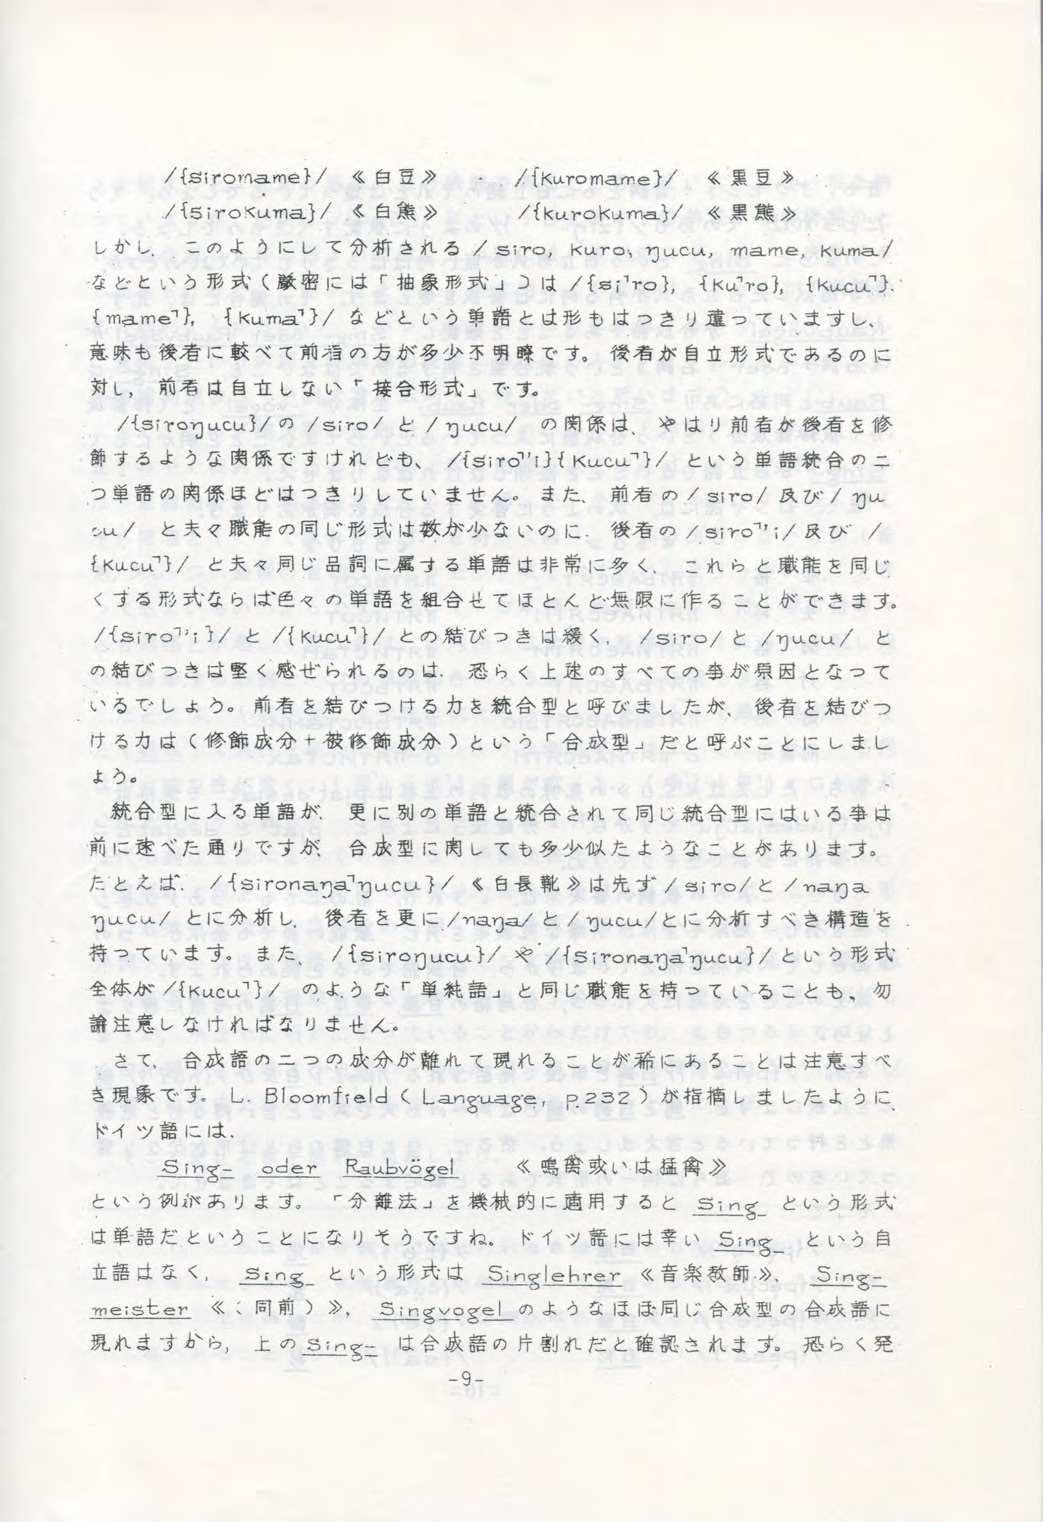 /{siromame}/　≪白豆≫　　/{kuromame}/　≪黒豆≫
/{sirokuma}/　≪白熊≫　　/{kurokuma}/　≪黒熊≫
しかし，このようにして分析される / siro, kuro, ŋucu, mame, kuma/
などという形式（厳密には「抽象形式」）は /{si˥ro}, {ku˥ro}, {kucu˥},
{mame˥}, {kuma˥}/ などという単語とは形もはっきり違っていますし、
意味も後者に較べて前者の方が多少不明瞭です。後者が自立形式であるのに
対し，前者は自立しない「接合形式」です。
/{siroŋucu}/の /siro/ と /ŋucu/ の関係は、やはり前者が後者を修
飾するような関係ですけれども、/{siro˥'i}{kucu˥}/ という単語統合の二
つ単語の関係ほどはっきりしていません。また、前者の / siro/ 及び / ŋu
cu/ と夫々職能の同じ形式は数が少ないのに，後者の /siro˥'i/ 及び /
{kucu˥}/ と夫々同じ品詞に属する単語は非常に多く、これらと職能を同じ
くする形式ならば色々の単語を組合せてほとんど無限に作ることができます。
/{siro˥'i}/ と /{kucu˥}/ との結びつきは緩く、/siro/と /ŋucu/ と
の結びつきは堅く感ぜられるのは，恐らく上述のすべての事が原因となって
いるでしょう。前者を結びつける力を統合型と呼びましたが、後者を結びつ
ける力は（修飾成分＋被修飾成分）という「合成型」だと呼ぶことにしまし
ょう。
統合型に入る単語が、更に別の単語と統合されて同じ統合型にはいる事は
前に述べた通りですが、合成型に関しても多少似たようなことがあります。
たとえば，/{sironaŋa˥ŋucu}/ ≪白長靴≫は先ず / siro/と / naŋa
ŋucu/ とに分析し，後者を更に/naŋa/と / ŋucu/とに分析すべき構造を
持っています。また、/{siroŋucu}/ や /{sironaŋa˥ŋucu}/という形式
全体が /{kucu˥}/ のような「単純語」と同じ職能を持っていることも、勿
論注意しなければなりません。
さて，合成語の二つの成分が離れて現れることが稀にあることは注意すべ
き現象です。L. Bloomfield ( Language, p.232 ) が指摘しましたように
ドイツ語には，
Sing- oder Raubvögel　≪鳴禽或いは猛禽≫
という例があります。「分離法」を機械的に適用すると Sing という形式
は単語だということになりそうですね。ドイツ語には幸い Sing という自
立語はなく，Sing という形式は Singlehrer ≪音楽教師≫，Sing-
meister ≪（同前）≫，Singvogel のようなほぼ同じ合成型の合成語に
現れますから，上の Sing- は合成語の片割れだと確認されます。恐らく発
-9-